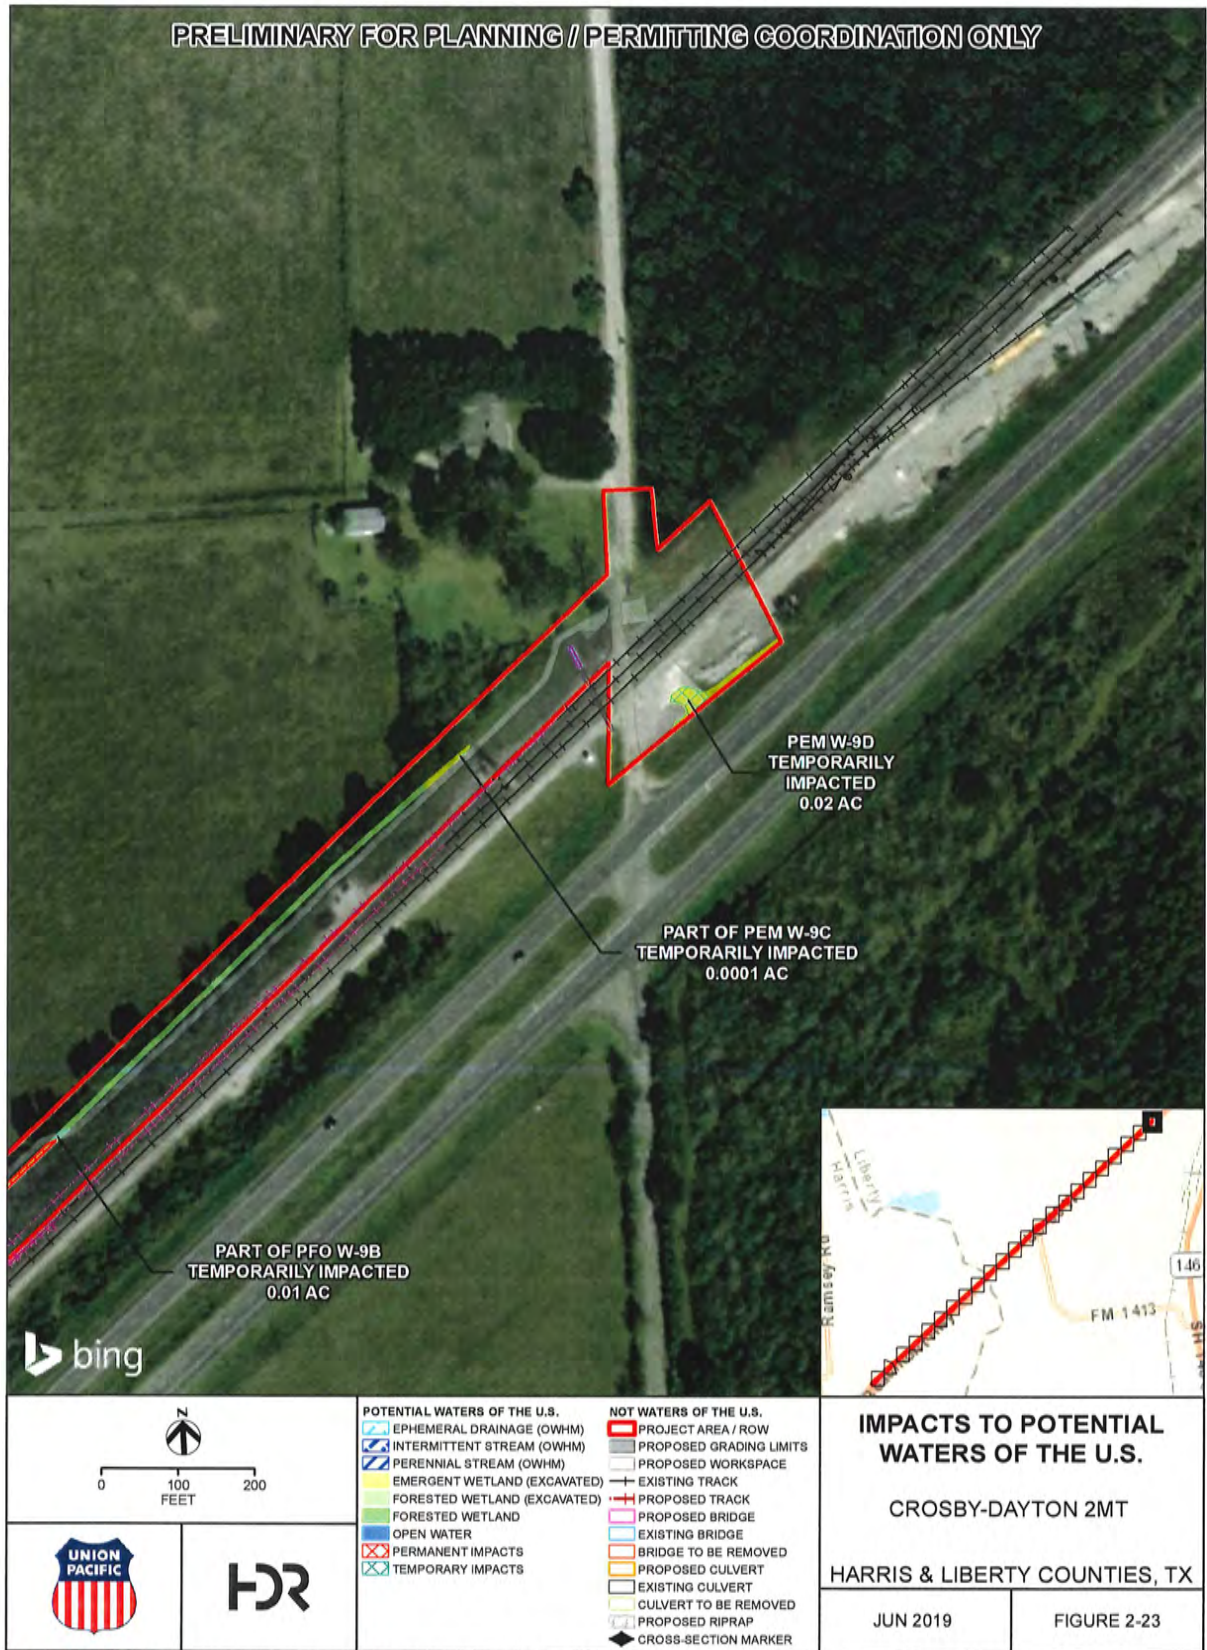 PRELIMINARY FOR PLANNING / PERMITTING COORDINATION ONLY
PEM W-9D
TEMPORARILY
IMPACTED
0.02 AC
PART OF PEM W-9C
TEMPORARILY IMPACTED
0.0001 AC
PART OF PFO W-9B
TEMPORARILY IMPACTED
0.01 AC
bing
Liberty
Harris
Ramsey Rd
FM 1413
146
N
0 100 200
FEET
UNION
PACIFIC
HDR
POTENTIAL WATERS OF THE U.S.
EPHEMERAL DRAINAGE (OWHM)
INTERMITTENT STREAM (OWHM)
PERENNIAL STREAM (OWHM)
EMERGENT WETLAND (EXCAVATED)
FORESTED WETLAND (EXCAVATED)
FORESTED WETLAND
OPEN WATER
PERMANENT IMPACTS
TEMPORARY IMPACTS
NOT WATERS OF THE U.S.
PROJECT AREA / ROW
PROPOSED GRADING LIMITS
PROPOSED WORKSPACE
EXISTING TRACK
PROPOSED TRACK
PROPOSED BRIDGE
EXISTING BRIDGE
BRIDGE TO BE REMOVED
PROPOSED CULVERT
EXISTING CULVERT
CULVERT TO BE REMOVED
PROPOSED RIPRAP
CROSS-SECTION MARKER
IMPACTS TO POTENTIAL
WATERS OF THE U.S.
CROSBY-DAYTON 2MT
HARRIS & LIBERTY COUNTIES, TX
JUN 2019
FIGURE 2-23